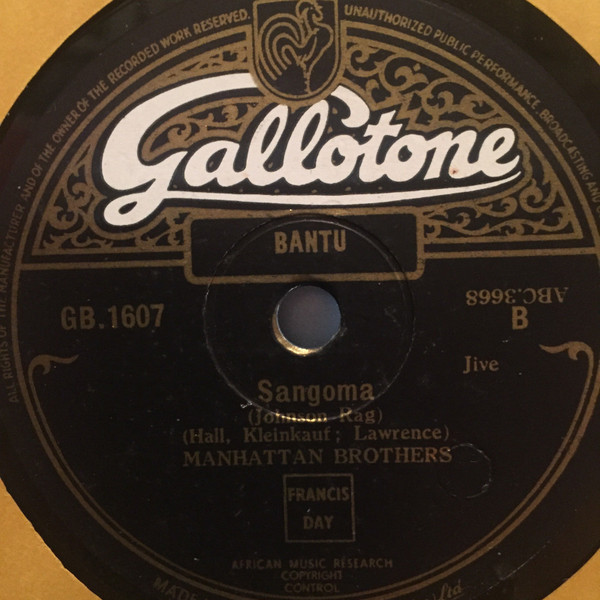 ALL RIGHTS OF THE MANUFACTURER AND OF THE OWNER OF THE RECORDED WORK RESERVED. UNAUTHORIZED PUBLIC PERFORMANCE, BROADCASTING AND
Gallotone
BANTU
GB.1607
ABC.3668
B
Jive
Sangoma
(Johnson Rag)
(Hall, Kleinkauf; Lawrence)
MANHATTAN BROTHERS
FRANCIS
DAY
AFRICAN MUSIC RESEARCH
COPYRIGHT
CONTROL
MADE
Ltd